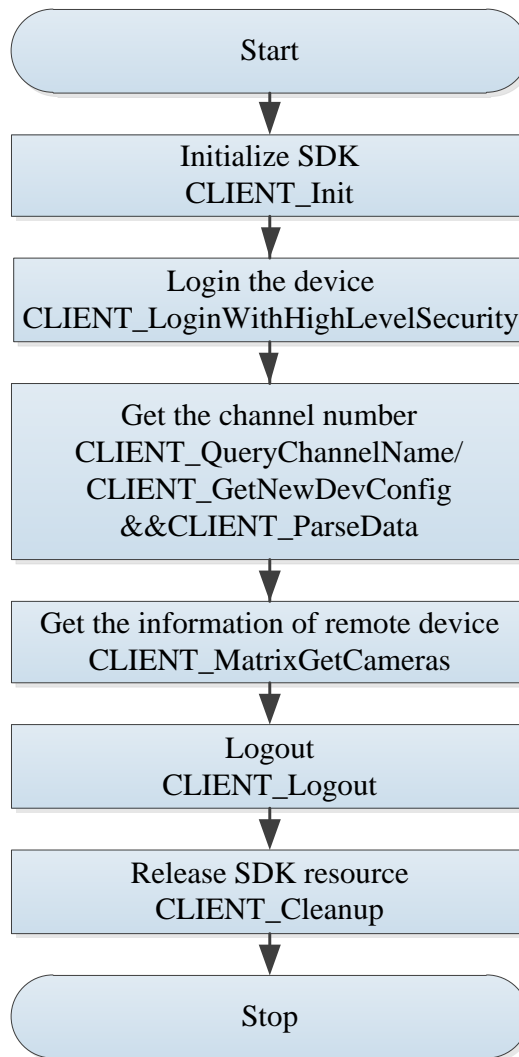 Start
Initialize SDK
CLIENT_Init
Login the device
CLIENT_LoginWithHighLevelSecurity
Get the channel number
CLIENT_QueryChannelName/
CLIENT_GetNewDevConfig
&&CLIENT_ParseData
Get the information of remote device
CLIENT_MatrixGetCameras
Logout
CLIENT_Logout
Release SDK resource
CLIENT_Cleanup
Stop